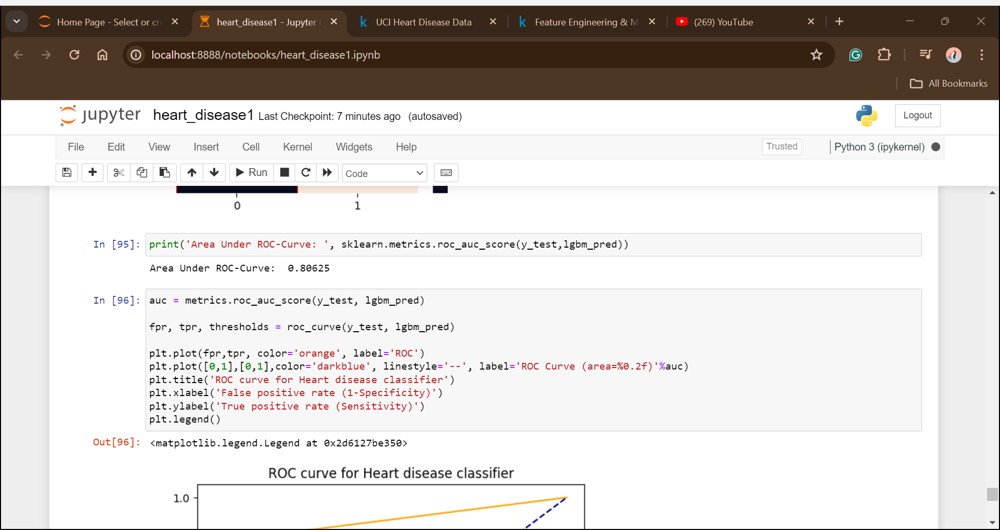 Home Page - Select or cr
heart_disease1 - Jupyter
UCI Heart Disease Data
Feature Engineering & M
(269) YouTube
localhost:8888/notebooks/heart_disease1.ipynb
All Bookmarks
jupyter heart_disease1 Last Checkpoint: 7 minutes ago (autosaved)
Logout
File Edit View Insert Cell Kernel Widgets Help
Trusted
Python 3 (ipykernel)
Run
Code
0 1
In [95]: print('Area Under ROC-Curve: ', sklearn.metrics.roc_auc_score(y_test,lgbm_pred))
Area Under ROC-Curve:  0.80625
In [96]: auc = metrics.roc_auc_score(y_test, lgbm_pred)
fpr, tpr, thresholds = roc_curve(y_test, lgbm_pred)
plt.plot(fpr,tpr, color='orange', label='ROC')
plt.plot([0,1],[0,1],color='darkblue', linestyle='--', label='ROC Curve (area=%0.2f)'%auc)
plt.title('ROC curve for Heart disease classifier')
plt.xlabel('False positive rate (1-Specificity)')
plt.ylabel('True positive rate (Sensitivity)')
plt.legend()
Out[96]: <matplotlib.legend.Legend at 0x2d6127be350>
ROC curve for Heart disease classifier
1.0